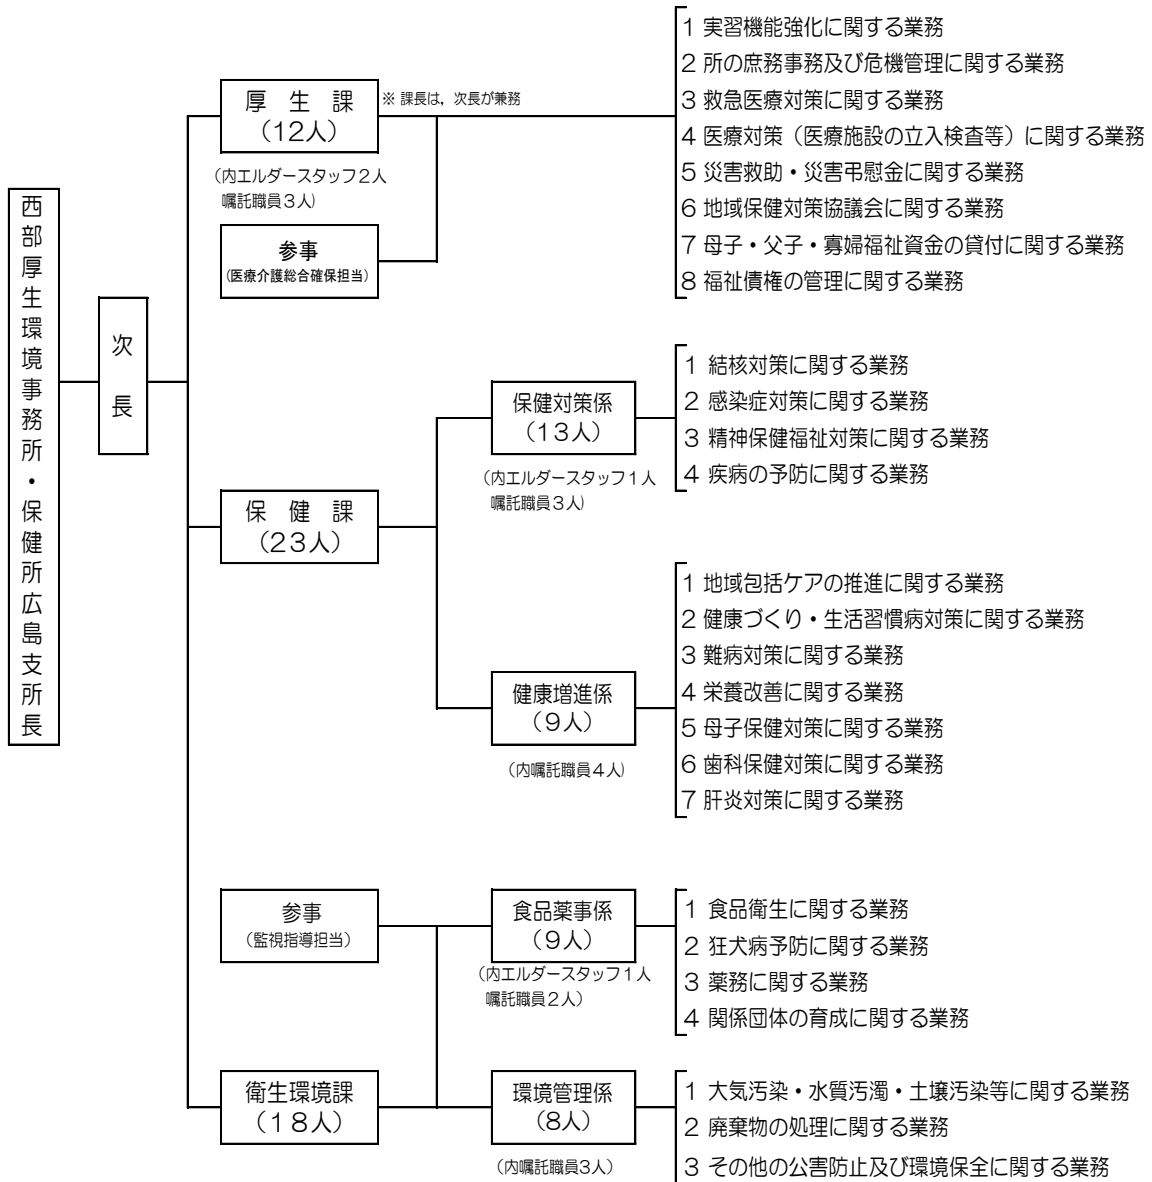 西部厚生環境事務所・保健所広島支所長
次長
厚生課
(12人)
※ 課長は，次長が兼務
(内エルダースタッフ2人
嘱託職員3人)
参事
(医療介護総合確保担当)
1 実習機能強化に関する業務
2 所の庶務事務及び危機管理に関する業務
3 救急医療対策に関する業務
4 医療対策（医療施設の立入検査等）に関する業務
5 災害救助・災害弔慰金に関する業務
6 地域保健対策協議会に関する業務
7 母子・父子・寡婦福祉資金の貸付に関する業務
8 福祉債権の管理に関する業務
保健課
(23人)
保健対策係
(13人)
(内エルダースタッフ1人
嘱託職員3人)
1 結核対策に関する業務
2 感染症対策に関する業務
3 精神保健福祉対策に関する業務
4 疾病の予防に関する業務
健康増進係
(9人)
(内嘱託職員4人)
1 地域包括ケアの推進に関する業務
2 健康づくり・生活習慣病対策に関する業務
3 難病対策に関する業務
4 栄養改善に関する業務
5 母子保健対策に関する業務
6 歯科保健対策に関する業務
7 肝炎対策に関する業務
参事
(監視指導担当)
食品薬事係
(9人)
(内エルダースタッフ1人
嘱託職員2人)
1 食品衛生に関する業務
2 狂犬病予防に関する業務
3 薬務に関する業務
4 関係団体の育成に関する業務
衛生環境課
(18人)
環境管理係
(8人)
(内嘱託職員3人)
1 大気汚染・水質汚濁・土壌汚染等に関する業務
2 廃棄物の処理に関する業務
3 その他の公害防止及び環境保全に関する業務